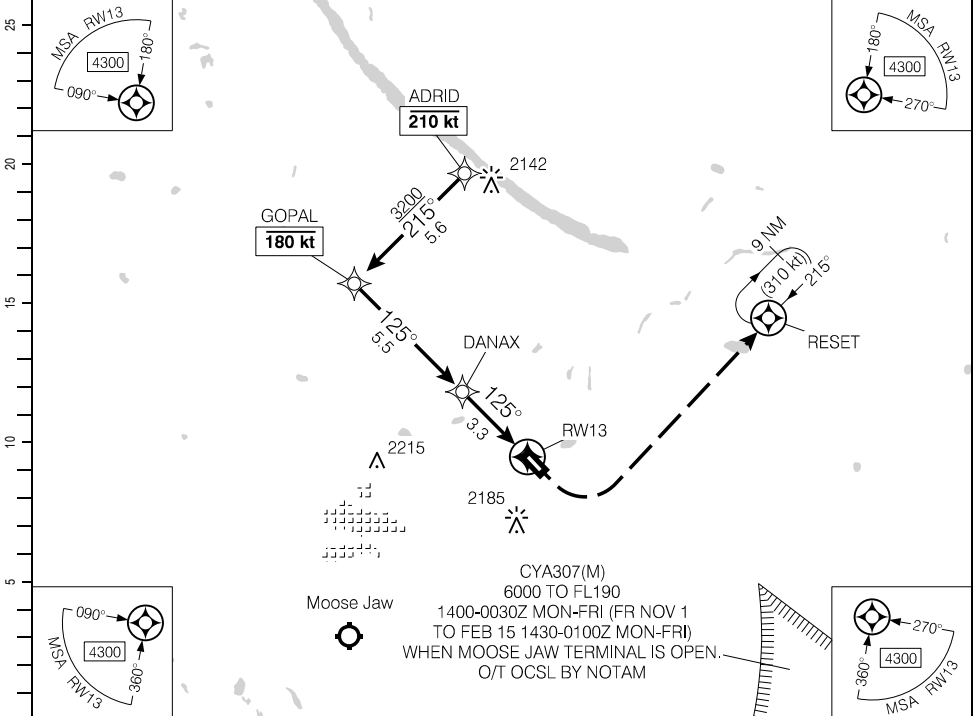 25
20
15
10
5
MSA RW13
4300
180°
090°
MSA RW13
4300
180°
270°
ADRID
210 kt
2142
3200
215°
5.6
GOPAL
180 kt
125°
5.5
DANAX
125°
3.3
RW13
9 NM
(310 kt)
215°
RESET
2215
2185
Moose Jaw
CYA307(M)
6000 TO FL190
1400-0030Z MON-FRI (FR NOV 1
TO FEB 15 1430-0100Z MON-FRI)
WHEN MOOSE JAW TERMINAL IS OPEN.
O/T OCSL BY NOTAM
090°
4300
360°
MSA RW13
270°
4300
360°
MSA RW13